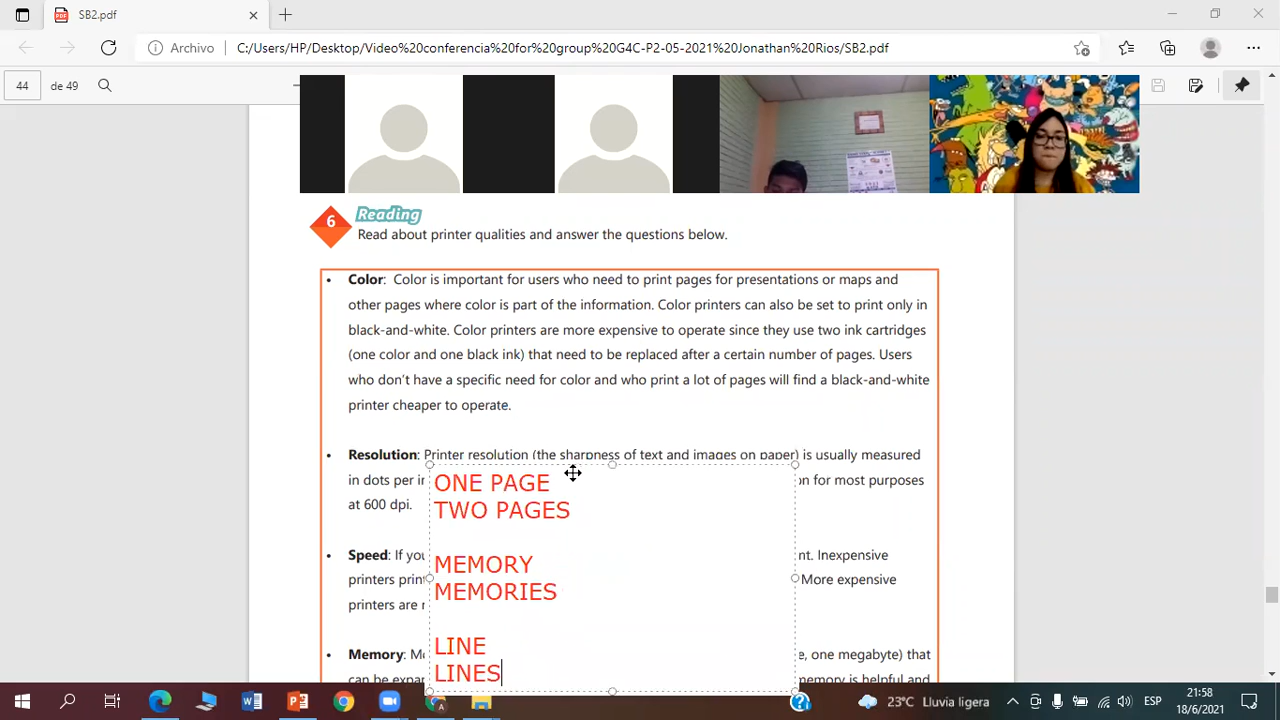 SB2.pdf
Archivo C:/Users/HP/Desktop/Video%20conferencia%20for%20group%20G4C-P2-05-2021%20Jonathan%20Rios/SB2.pdf
44 de 49
6 Reading
Read about printer qualities and answer the questions below.
• Color: Color is important for users who need to print pages for presentations or maps and
other pages where color is part of the information. Color printers can also be set to print only in
black-and-white. Color printers are more expensive to operate since they use two ink cartridges
(one color and one black ink) that need to be replaced after a certain number of pages. Users
who don't have a specific need for color and who print a lot of pages will find a black-and-white
printer cheaper to operate.
• Resolution: Printer resolution (the sharpness of text and images on paper) is usually measured
in dots per in
on for most purposes
at 600 dpi.
• Speed: If you
nt. Inexpensive
printers prin
More expensive
printers are
• Memory:
e, one megabyte) that
can be expa
memory is helpful and
ONE PAGE
TWO PAGES
MEMORY
MEMORIES
LINE
LINES
23°C Lluvia ligera
ESP
21:58
18/6/2021